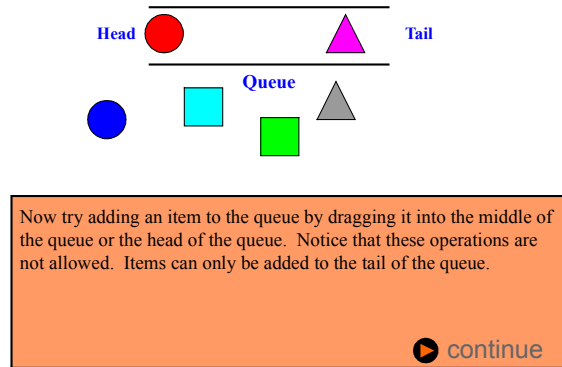 Head
Tail
Queue
Now try adding an item to the queue by dragging it into the middle of
the queue or the head of the queue.  Notice that these operations are
not allowed.  Items can only be added to the tail of the queue.
continue